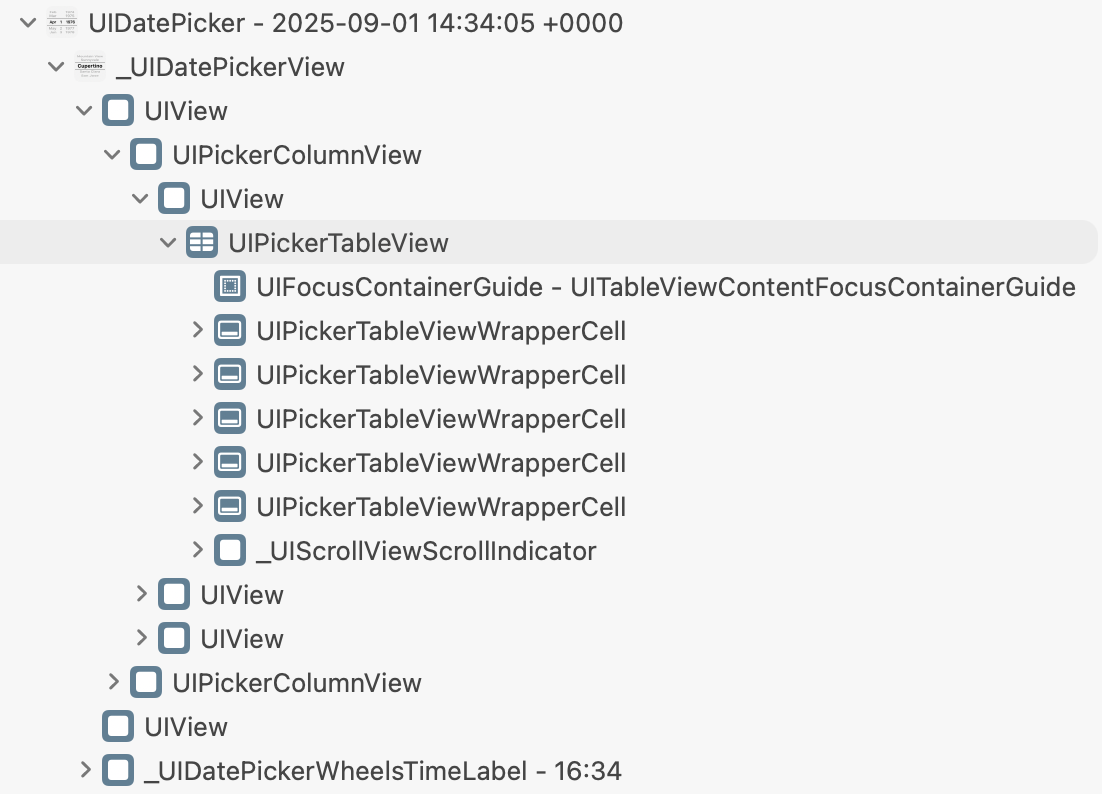 UIDatePicker - 2025-09-01 14:34:05 +0000
_UIDatePickerView
UIView
UIPickerColumnView
UIView
UIPickerTableView
UIFocusContainerGuide - UITableViewContentFocusContainerGuide
UIPickerTableViewWrapperCell
UIPickerTableViewWrapperCell
UIPickerTableViewWrapperCell
UIPickerTableViewWrapperCell
UIPickerTableViewWrapperCell
_UIScrollViewScrollIndicator
UIView
UIView
UIPickerColumnView
UIView
_UIDatePickerWheelsTimeLabel - 16:34